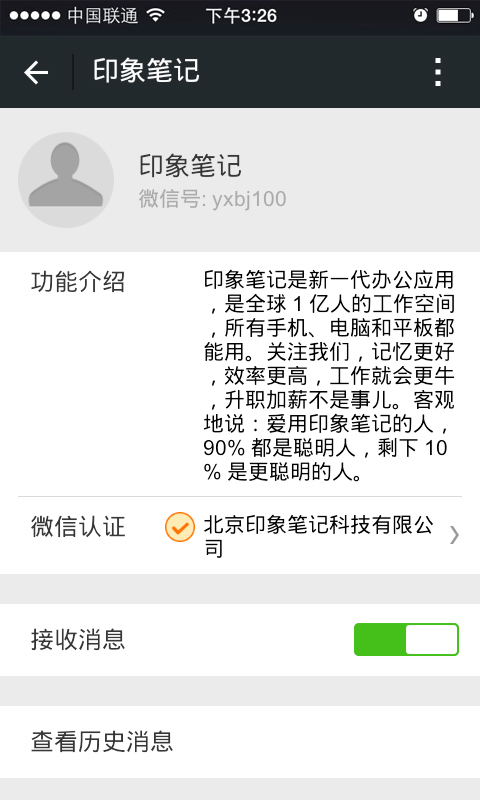 中国联通 下午3:26
印象笔记
印象笔记
微信号: yxbj100
功能介绍
印象笔记是新一代办公应用
，是全球 1 亿人的工作空间
，所有手机、电脑和平板都
能用。关注我们，记忆更好
，效率更高，工作就会更牛
，升职加薪不是事儿。客观
地说：爱用印象笔记的人，
90% 都是聪明人，剩下 10
% 是更聪明的人。
微信认证
北京印象笔记科技有限公
司
接收消息
查看历史消息